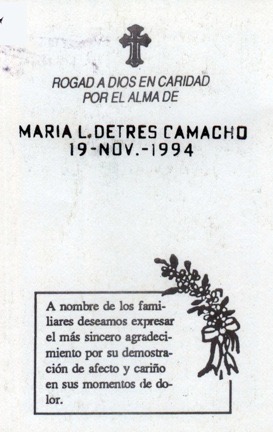 ROGAD A DIOS EN CARIDAD
POR EL ALMA DE
MARIA L. DETRES CAMACHO
19-NOV.-1994
A nombre de los fami-
liares deseamos expresar
el más sincero agradeci-
miento por su demostra-
ción de afecto y cariño
en sus momentos de do-
lor.